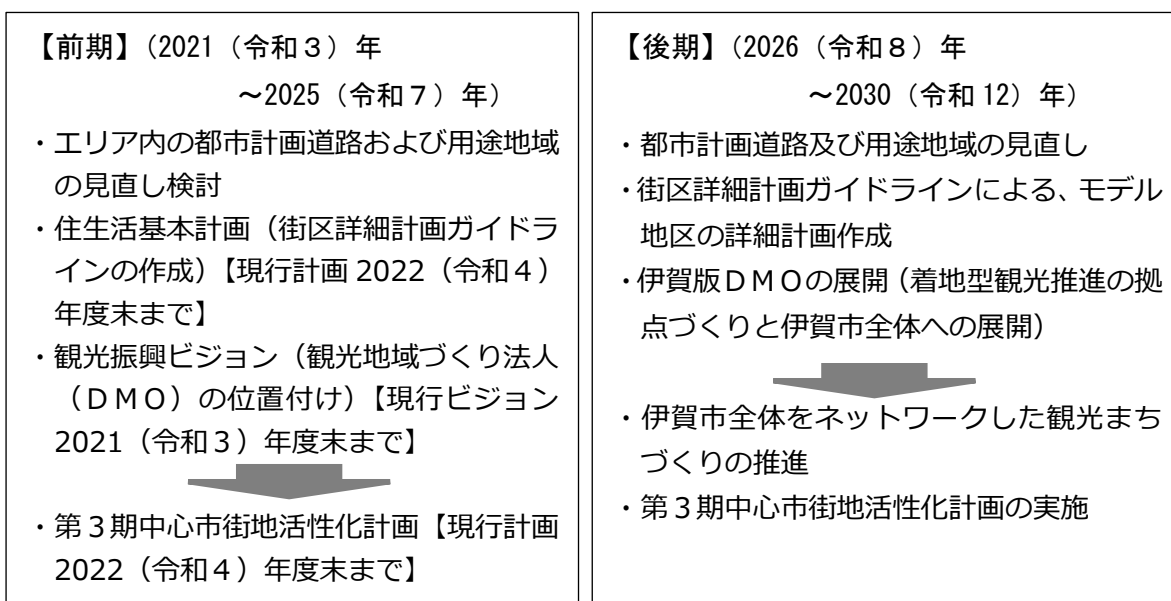 【前期】（2021（令和３）年
～2025（令和７）年）
・エリア内の都市計画道路および用途地域
の見直し検討
・住生活基本計画（街区詳細計画ガイドラ
インの作成）【現行計画 2022（令和４）
年度末まで】
・観光振興ビジョン（観光地域づくり法人
（ＤＭＯ）の位置付け）【現行ビジョン
2021（令和３）年度末まで】
・第３期中心市街地活性化計画【現行計画
2022（令和４）年度末まで】
【後期】（2026（令和８）年
～2030（令和 12）年）
・都市計画道路及び用途地域の見直し
・街区詳細計画ガイドラインによる、モデル
地区の詳細計画作成
・伊賀版ＤＭＯの展開（着地型観光推進の拠
点づくりと伊賀市全体への展開）
・伊賀市全体をネットワークした観光まち
づくりの推進
・第３期中心市街地活性化計画の実施